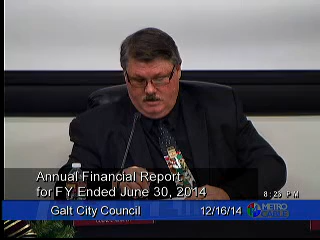 Annual Financial Report
for FY Ended June 30, 2014
8:25 PM
Galt City Council 12/16/14 METRO CABLE